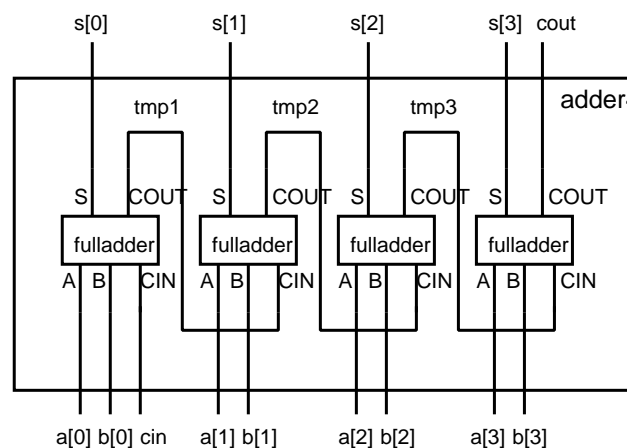 s[0] s[1] s[2] s[3] cout
adder
tmp1 tmp2 tmp3
S COUT S COUT S COUT S COUT
fulladder fulladder fulladder fulladder
A B CIN A B CIN A B CIN A B CIN
a[0] b[0] cin a[1] b[1] a[2] b[2] a[3] b[3]